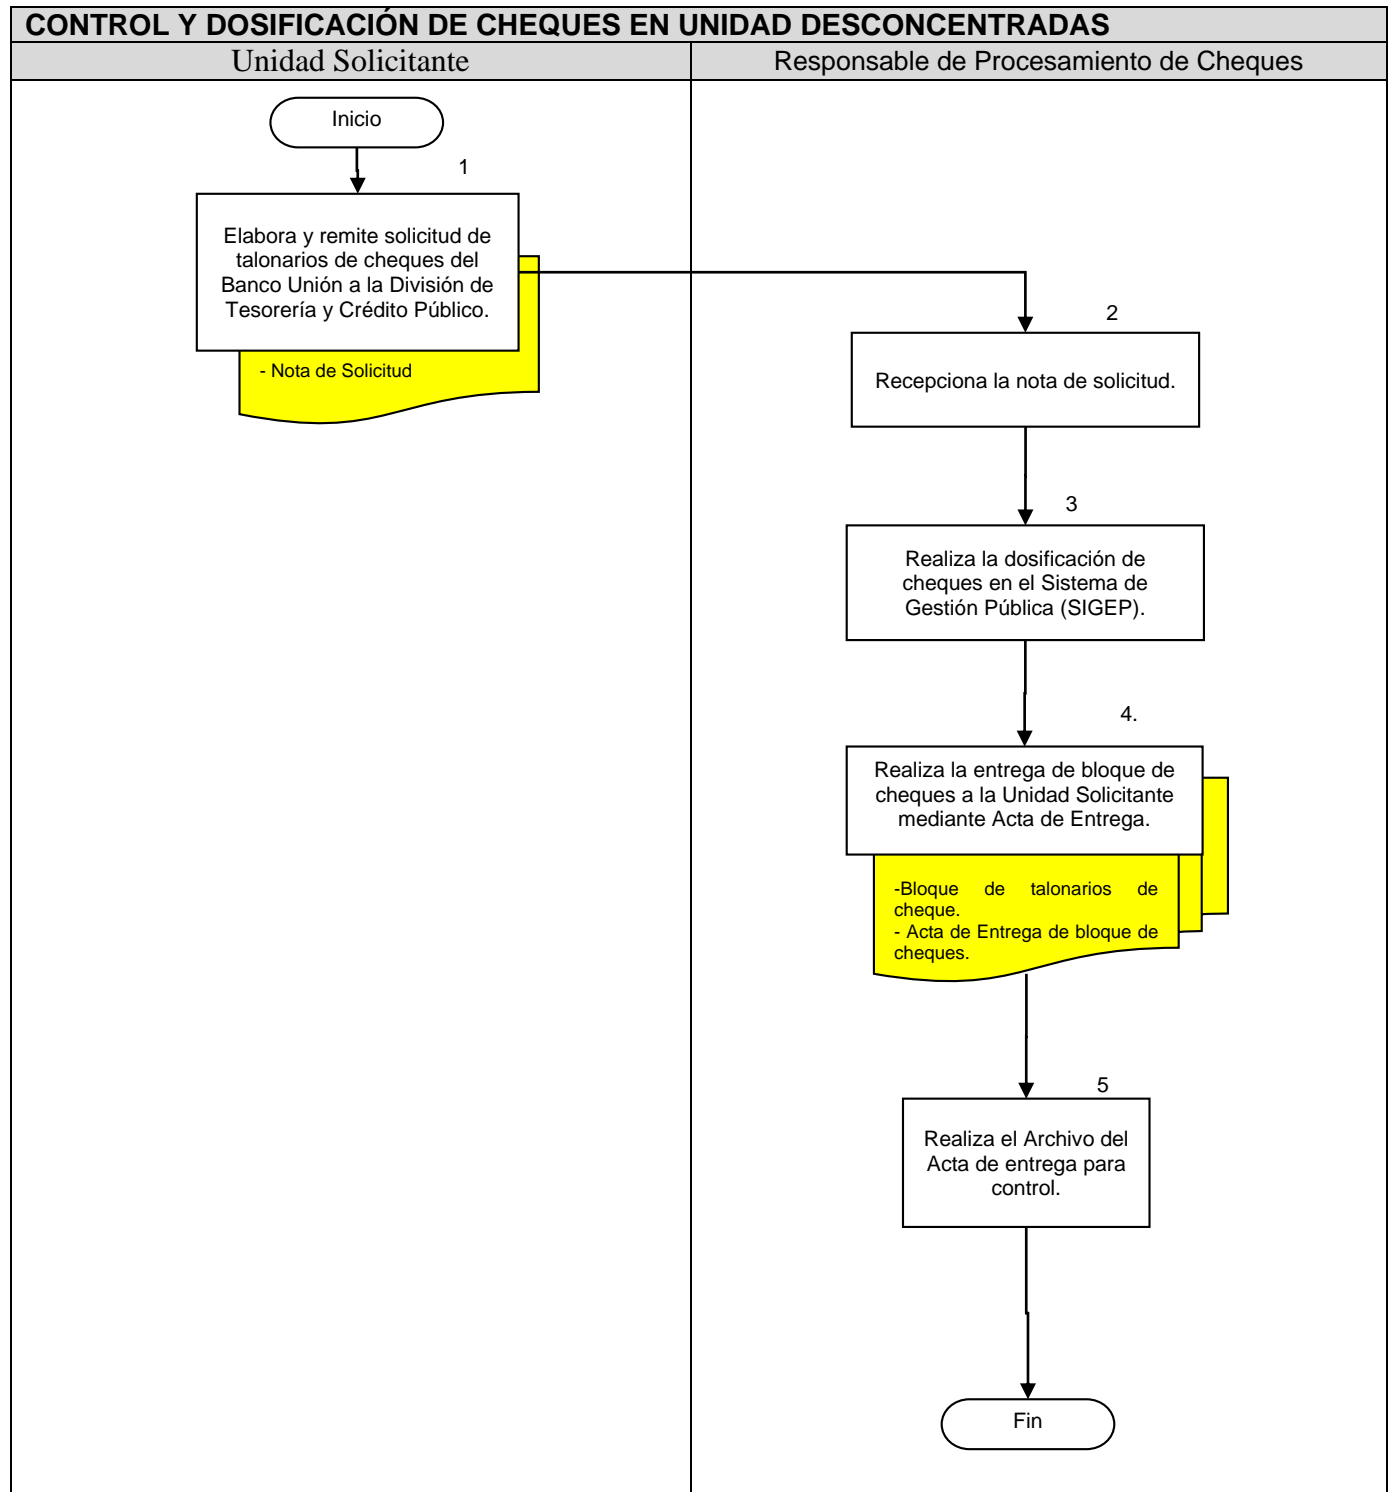 CONTROL Y DOSIFICACIÓN DE CHEQUES EN UNIDAD DESCONCENTRADAS
Unidad Solicitante
Responsable de Procesamiento de Cheques
Inicio
1
Elabora y remite solicitud de
talonarios de cheques del
Banco Unión a la División de
Tesorería y Crédito Público.
- Nota de Solicitud
2
Recepciona la nota de solicitud.
3
Realiza la dosificación de
cheques en el Sistema de
Gestión Pública (SIGEP).
4.
Realiza la entrega de bloque de
cheques a la Unidad Solicitante
mediante Acta de Entrega.
-Bloque de talonarios de
cheque.
- Acta de Entrega de bloque de
cheques.
5
Realiza el Archivo del
Acta de entrega para
control.
Fin